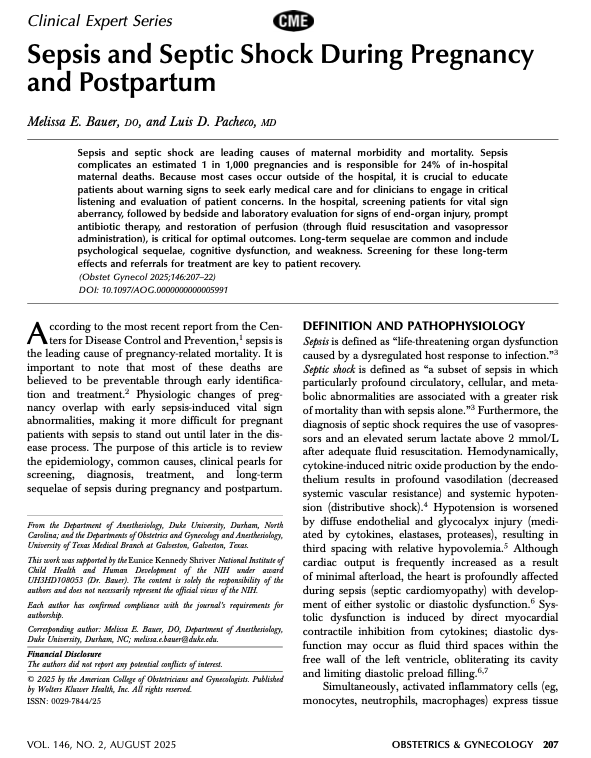 Clinical Expert Series
CME
Sepsis and Septic Shock During Pregnancy
and Postpartum
Melissa E. Bauer, DO, and Luis D. Pacheco, MD
Sepsis and septic shock are leading causes of maternal morbidity and mortality. Sepsis
complicates an estimated 1 in 1,000 pregnancies and is responsible for 24% of in-hospital
maternal deaths. Because most cases occur outside of the hospital, it is crucial to educate
patients about warning signs to seek early medical care and for clinicians to engage in critical
listening and evaluation of patient concerns. In the hospital, screening patients for vital sign
aberrancy, followed by bedside and laboratory evaluation for signs of end-organ injury, prompt
antibiotic therapy, and restoration of perfusion (through fluid resuscitation and vasopressor
administration), is critical for optimal outcomes. Long-term sequelae are common and include
psychological sequelae, cognitive dysfunction, and weakness. Screening for these long-term
effects and referrals for treatment are key to patient recovery.
(Obstet Gynecol 2025;146:207–22)
DOI: 10.1097/AOG.0000000000005991
According to the most recent report from the Cen-
ters for Disease Control and Prevention,1 sepsis is
the leading cause of pregnancy-related mortality. It is
important to note that most of these deaths are
believed to be preventable through early identifica-
tion and treatment.2 Physiologic changes of preg-
nancy overlap with early sepsis-induced vital sign
abnormalities, making it more difficult for pregnant
patients with sepsis to stand out until later in the dis-
ease process. The purpose of this article is to review
the epidemiology, common causes, clinical pearls for
screening, diagnosis, treatment, and long-term
sequelae of sepsis during pregnancy and postpartum.
From the Department of Anesthesiology, Duke University, Durham, North
Carolina; and the Departments of Obstetrics and Gynecology and Anesthesiology,
University of Texas Medical Branch at Galveston, Galveston, Texas.
This work was supported by the Eunice Kennedy Shriver National Institute of
Child Health and Human Development of the NIH under award
UH3HD108053 (Dr. Bauer). The content is solely the responsibility of the
authors and does not necessarily represent the official views of the NIH.
Each author has confirmed compliance with the journal's requirements for
authorship.
Corresponding author: Melissa E. Bauer, DO, Department of Anesthesiology,
Duke University, Durham, NC; melissa.e.bauer@duke.edu.
Financial Disclosure
The authors did not report any potential conflicts of interest.
© 2025 by the American College of Obstetricians and Gynecologists. Published
by Wolters Kluwer Health, Inc. All rights reserved.
ISSN: 0029-7844/25
DEFINITION AND PATHOPHYSIOLOGY
Sepsis is defined as “life-threatening organ dysfunction
caused by a dysregulated host response to infection.”3
Septic shock is defined as “a subset of sepsis in which
particularly profound circulatory, cellular, and meta-
bolic abnormalities are associated with a greater risk
of mortality than with sepsis alone.”3 Furthermore, the
diagnosis of septic shock requires the use of vasopres-
sors and an elevated serum lactate above 2 mmol/L
after adequate fluid resuscitation. Hemodynamically,
cytokine-induced nitric oxide production by the endo-
thelium results in profound vasodilation (decreased
systemic vascular resistance) and systemic hypoten-
sion (distributive shock).4 Hypotension is worsened
by diffuse endothelial and glycocalyx injury (medi-
ated by cytokines, elastases, proteases), resulting in
third spacing with relative hypovolemia.5 Although
cardiac output is frequently increased as a result
of minimal afterload, the heart is profoundly affected
during sepsis (septic cardiomyopathy) with develop-
ment of either systolic or diastolic dysfunction.6 Sys-
tolic dysfunction is induced by direct myocardial
contractile inhibition from cytokines; diastolic dys-
function may occur as fluid third spaces within the
free wall of the left ventricle, obliterating its cavity
and limiting diastolic preload filling.6,7
Simultaneously, activated inflammatory cells (eg,
monocytes, neutrophils, macrophages) express tissue
VOL. 146, NO. 2, AUGUST 2025
OBSTETRICS & GYNECOLOGY 207